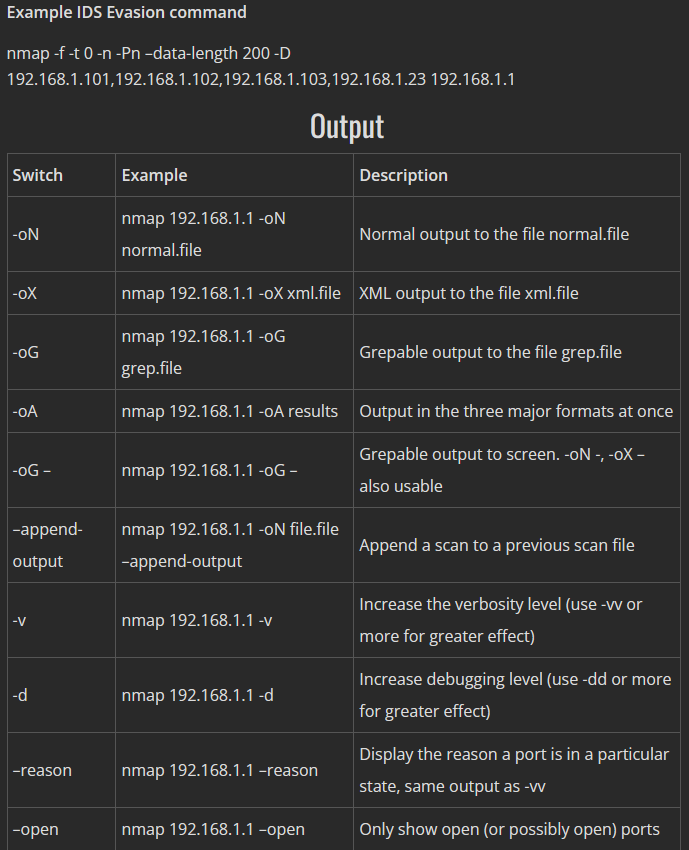 Example IDS Evasion command
nmap -f -t 0 -n -Pn –data-length 200 -D
192.168.1.101,192.168.1.102,192.168.1.103,192.168.1.23 192.168.1.1
Output
Switch Example Description
-oN nmap 192.168.1.1 -oN normal.file Normal output to the file normal.file
-oX nmap 192.168.1.1 -oX xml.file XML output to the file xml.file
-oG nmap 192.168.1.1 -oG grep.file Grepable output to the file grep.file
-oA nmap 192.168.1.1 -oA results Output in the three major formats at once
-oG – nmap 192.168.1.1 -oG – Grepable output to screen. -oN -, -oX – also usable
–append-output nmap 192.168.1.1 -oN file.file –append-output Append a scan to a previous scan file
-v nmap 192.168.1.1 -v Increase the verbosity level (use -vv or more for greater effect)
-d nmap 192.168.1.1 -d Increase debugging level (use -dd or more for greater effect)
–reason nmap 192.168.1.1 –reason Display the reason a port is in a particular state, same output as -vv
–open nmap 192.168.1.1 –open Only show open (or possibly open) ports